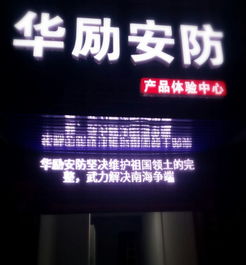 华励安防
产品体验中心
华励安防坚决维护祖国领土的完
整，武力解决南海争端